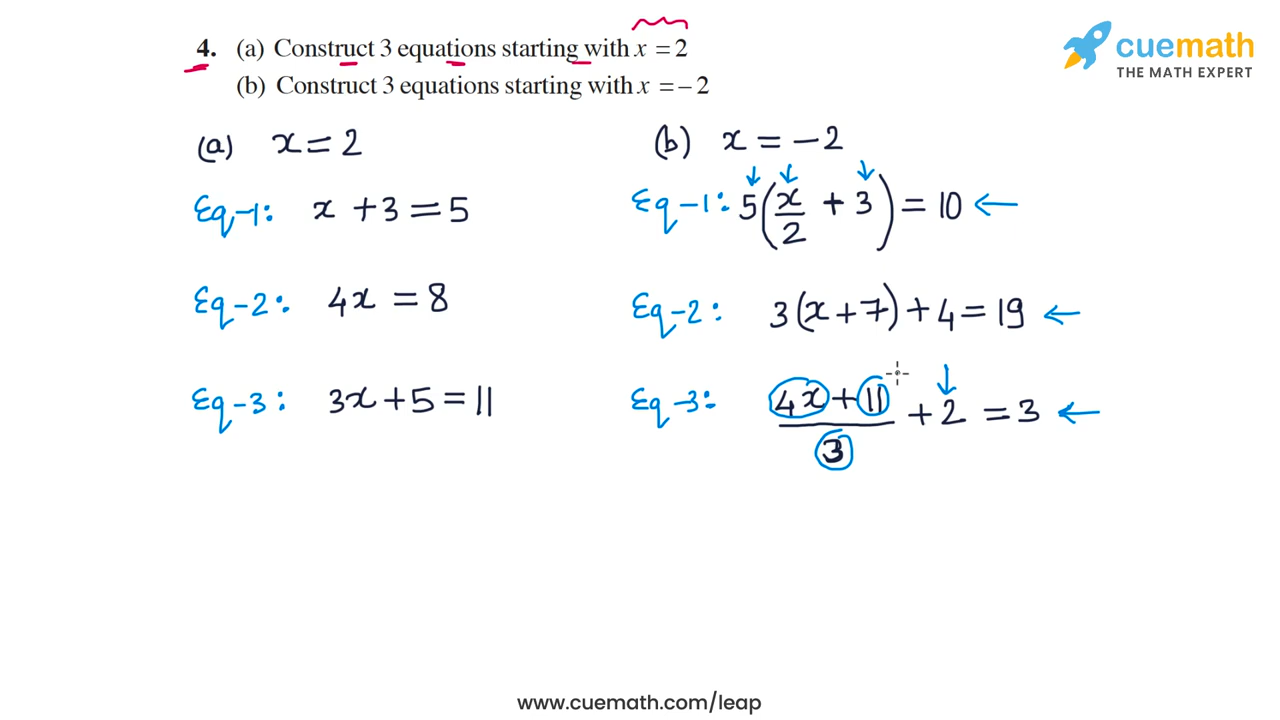 4. (a) Construct 3 equations starting with x = 2
(b) Construct 3 equations starting with x = – 2
cuemath
THE MATH EXPERT
(a) x = 2
Eq-1: x + 3 = 5
Eq-2: 4x = 8
Eq-3: 3x + 5 = 11
(b) x = -2
Eq-1: 5(x/2 + 3) = 10
Eq-2: 3(x + 7) + 4 = 19
Eq-3: (4x + 11)/3 + 2 = 3
www.cuemath.com/leap